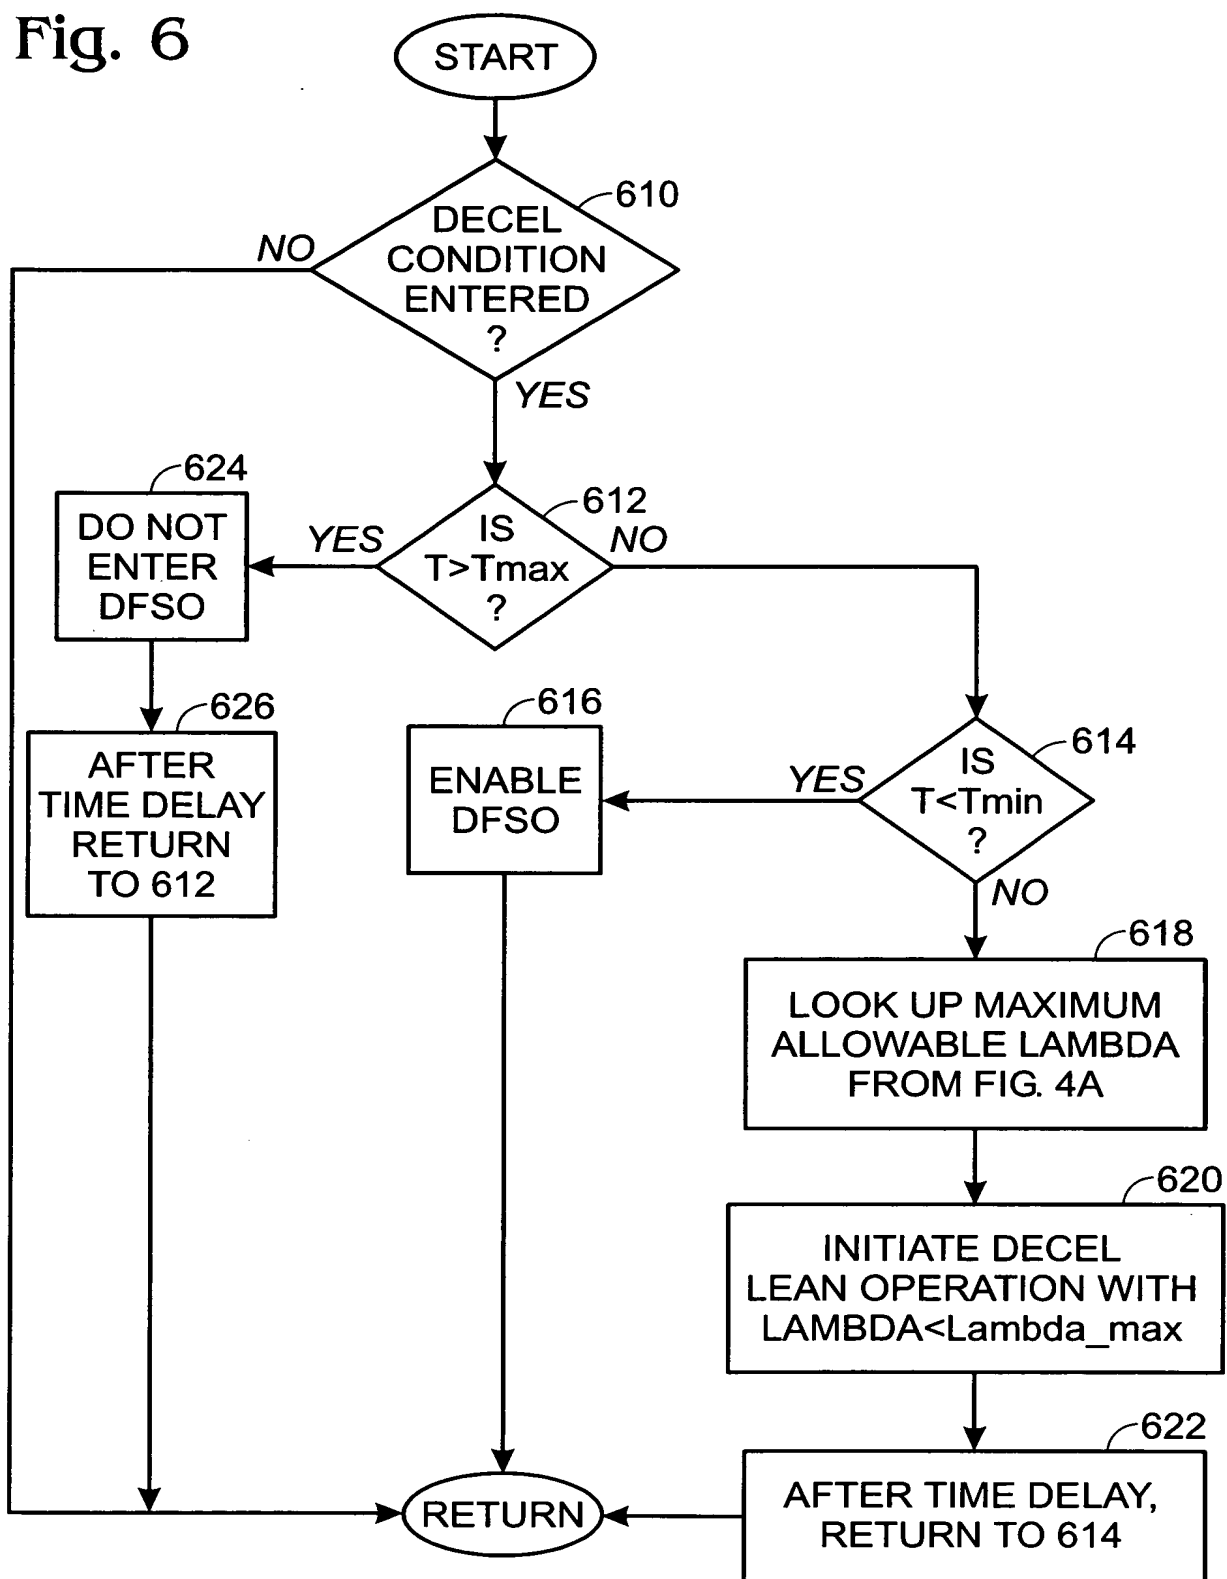 Fig. 6
START
610
DECEL
CONDITION
ENTERED
?
NO
YES
624
612
DO NOT
ENTER
DFSO
YES
IS
T>Tmax
?
NO
626
616
614
AFTER
TIME DELAY
RETURN
TO 612
ENABLE
DFSO
YES
IS
T<Tmin
?
NO
618
LOOK UP MAXIMUM
ALLOWABLE LAMBDA
FROM FIG. 4A
620
INITIATE DECEL
LEAN OPERATION WITH
LAMBDA<Lambda_max
622
AFTER TIME DELAY,
RETURN TO 614
RETURN